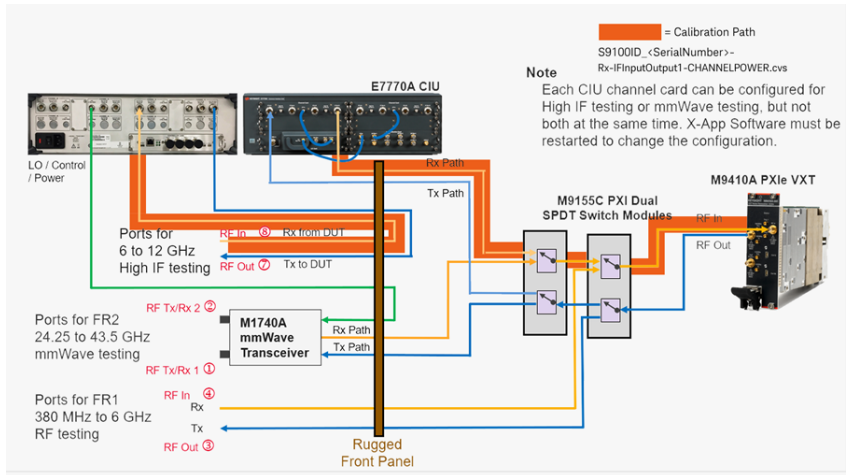 = Calibration Path
S9100ID_<SerialNumber>-
Rx-IFInputOutput1-CHANNELPOWER.cvs
Note
Each CIU channel card can be configured for
High IF testing or mmWave testing, but not
both at the same time. X-App Software must be
restarted to change the configuration.
E7770A CIU
LO / Control
/ Power
Rx Path
Tx Path
M9155C PXI Dual
SPDT Switch Modules
M9410A PXIe VXT
RF In
RF Out
Ports for
6 to 12 GHz
High IF testing
RF In ⑧
Rx from DUT
RF Out ⑦
Tx to DUT
Ports for FR2
24.25 to 43.5 GHz
mmWave testing
RF Tx/Rx 2 ②
RF Tx/Rx 1 ①
M1740A
mmWave
Transceiver
Rx Path
Tx Path
Ports for FR1
380 MHz to 6 GHz
RF testing
RF In ④
Rx
Tx
RF Out ③
Rugged
Front Panel